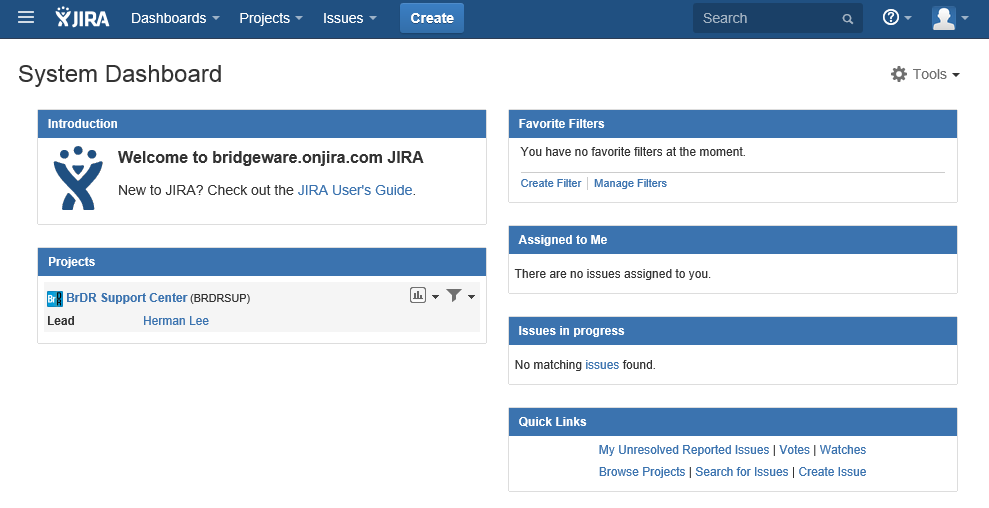 JIRA Dashboards Projects Issues Create Search
System Dashboard
Tools
Introduction
Welcome to bridgeware.onjira.com JIRA
New to JIRA? Check out the JIRA User's Guide.
Projects
BrDR Support Center (BRDRSUP)
Lead Herman Lee
Favorite Filters
You have no favorite filters at the moment.
Create Filter Manage Filters
Assigned to Me
There are no issues assigned to you.
Issues in progress
No matching issues found.
Quick Links
My Unresolved Reported Issues | Votes | Watches
Browse Projects | Search for Issues | Create Issue